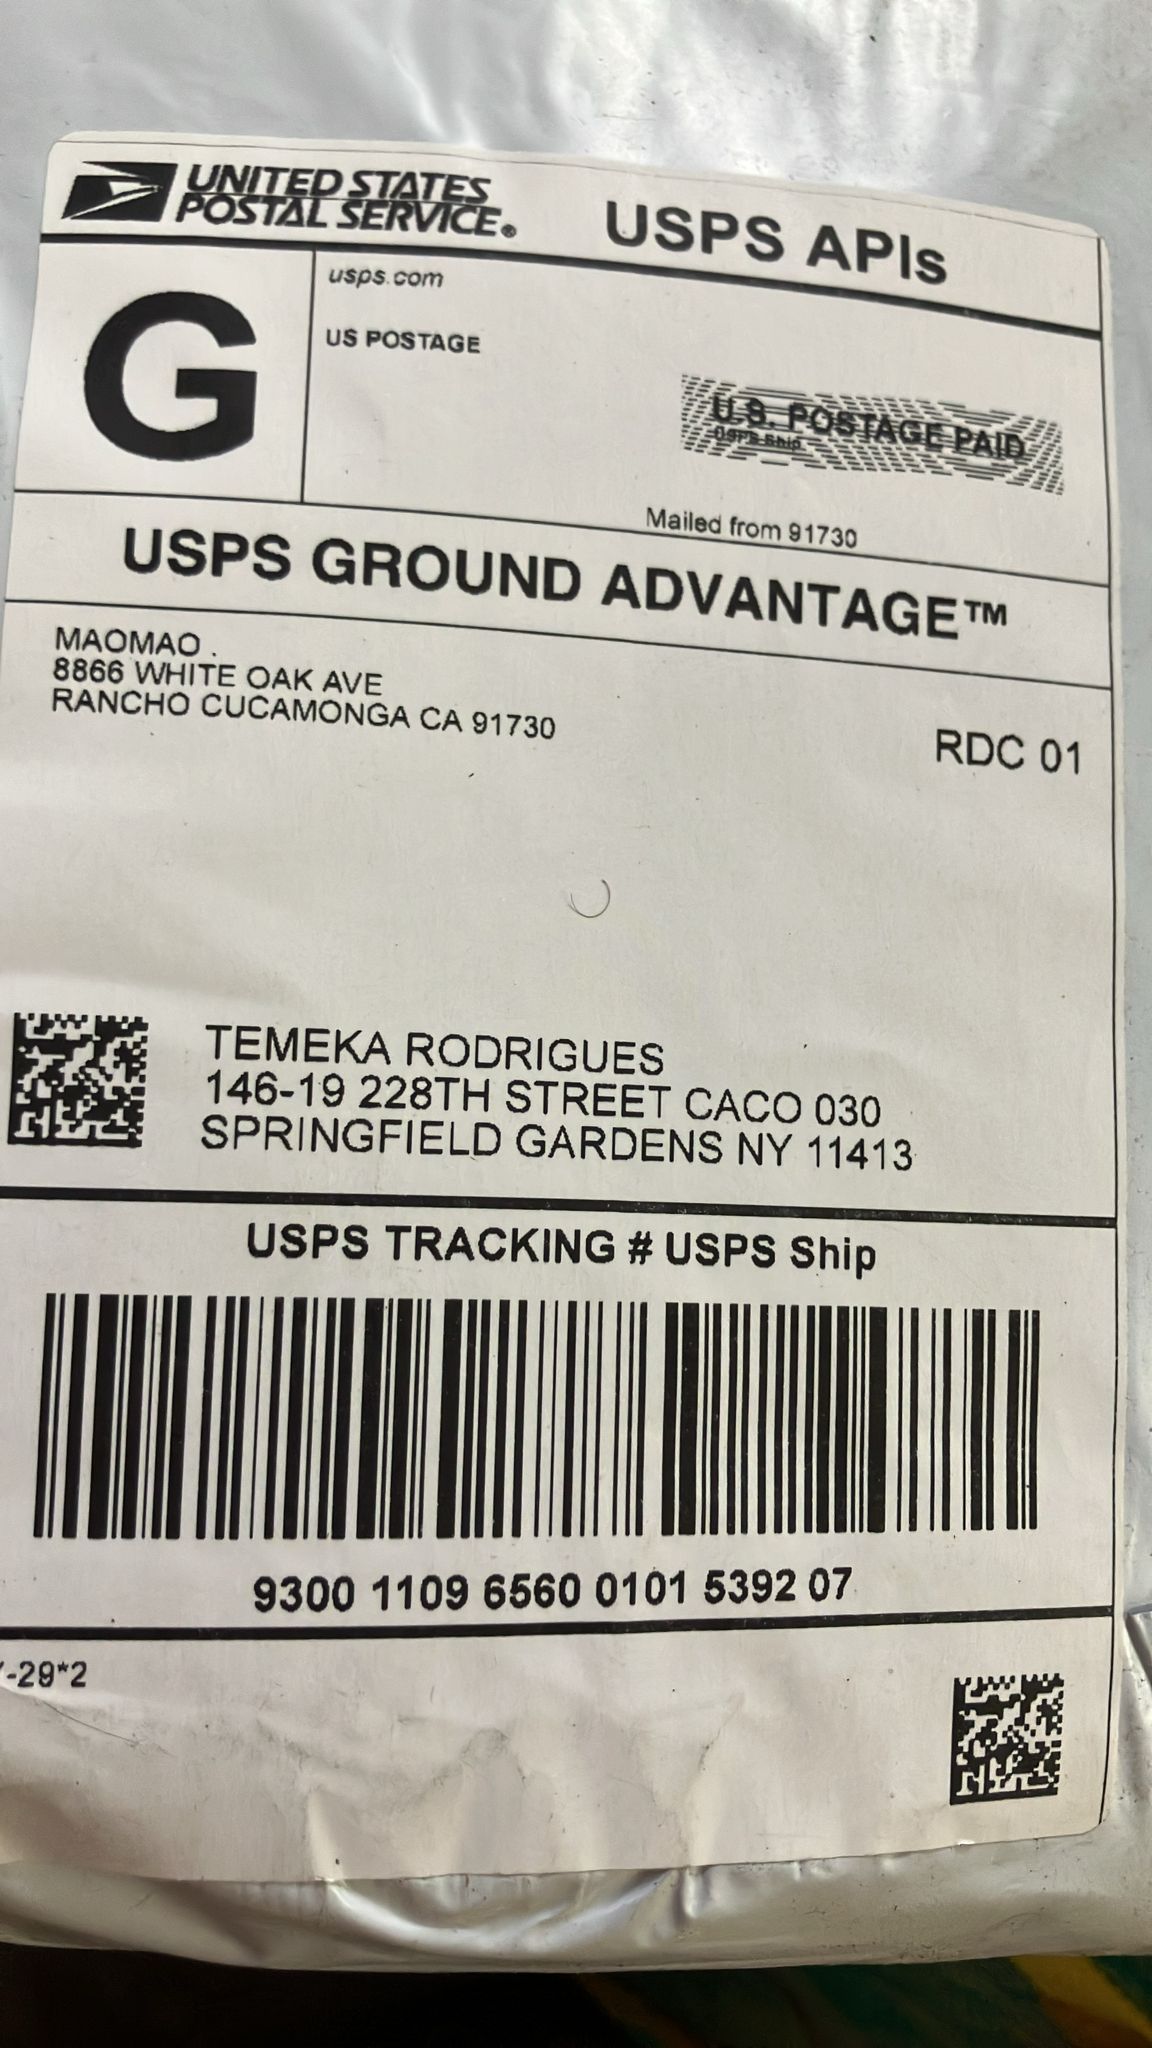 UNITED STATES
POSTAL SERVICE®
USPS APIs
G
usps.com
US POSTAGE
U.S. POSTAGE PAID
USPS Ship
Mailed from 91730
USPS GROUND ADVANTAGE™
MAOMAO .
8866 WHITE OAK AVE
RANCHO CUCAMONGA CA 91730
RDC 01
TEMEKA RODRIGUES
146-19 228TH STREET CACO 030
SPRINGFIELD GARDENS NY 11413
USPS TRACKING # USPS Ship
9300 1109 6560 0101 5392 07
-29*2